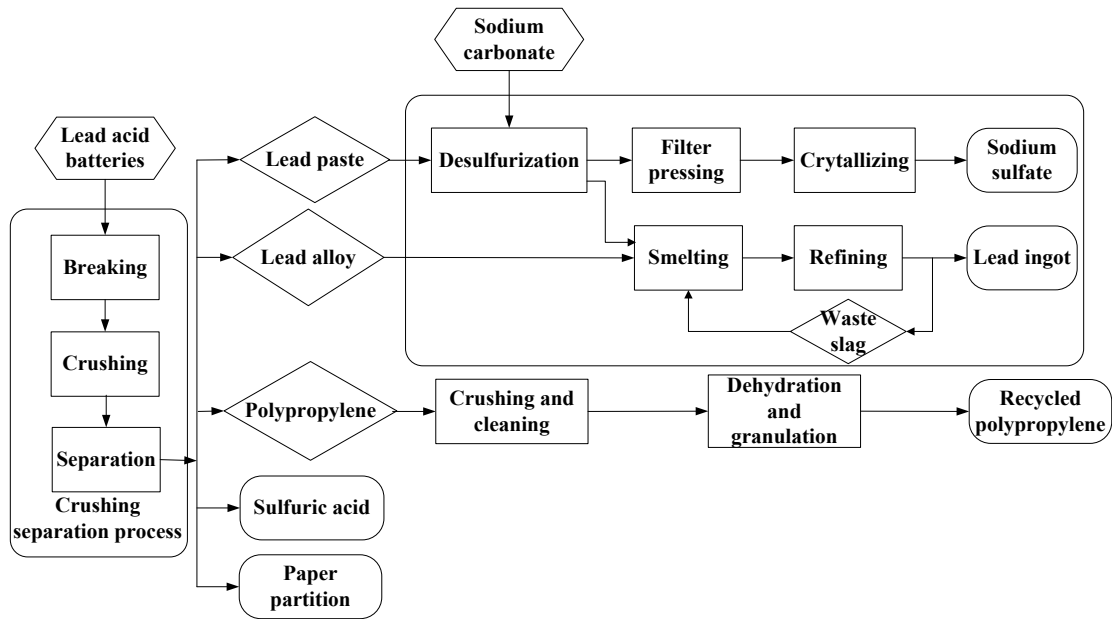 Sodium
carbonate
Lead acid
batteries
Lead paste
Desulfurization
Filter
pressing
Crytallizing
Sodium
sulfate
Breaking
Lead alloy
Smelting
Refining
Lead ingot
Waste
slag
Crushing
Polypropylene
Crushing and
cleaning
Dehydration
and
granulation
Recycled
polypropylene
Separation
Crushing
separation process
Sulfuric acid
Paper
partition